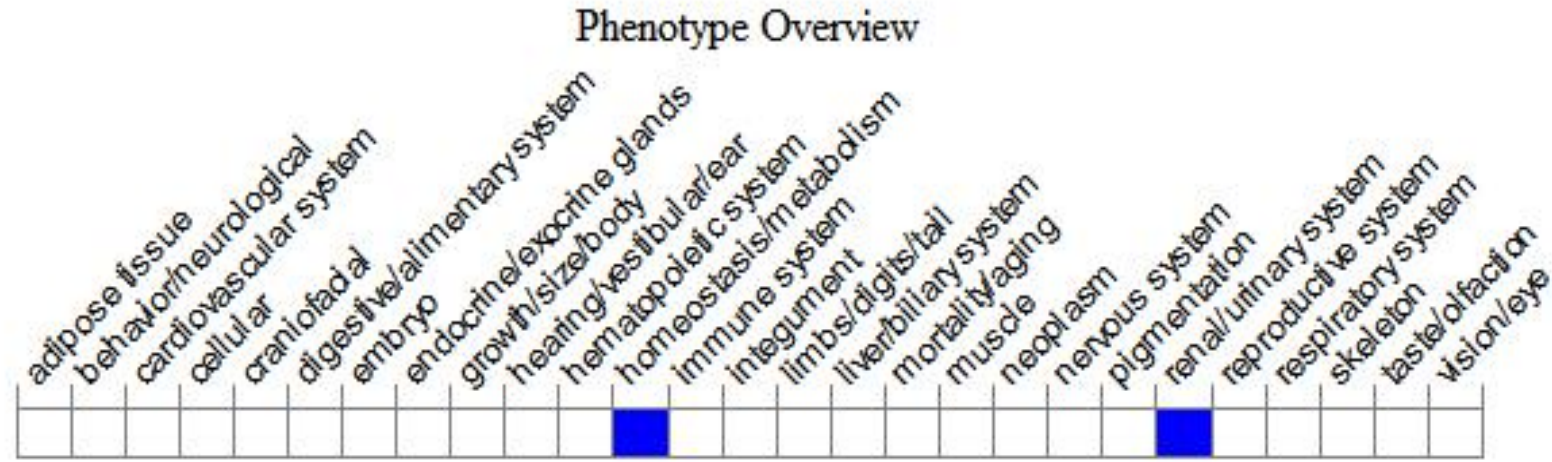 Phenotype Overview
adipose tissue
behavior/neurological
cardiovascular system
cellular
craniofacial
digestive/alimentary system
embryo
endocrine/exocrine glands
growth/size/body
hearing/vestibular/ear
hematopoietic system
homeostasis/metabolism
immune system
integument
limbs/digits/tail
liver/biliary system
mortality/aging
muscle
neoplasm
nervous system
pigmentation
renal/urinary system
reproductive system
respiratory system
skeleton
taste/olfaction
vision/eye